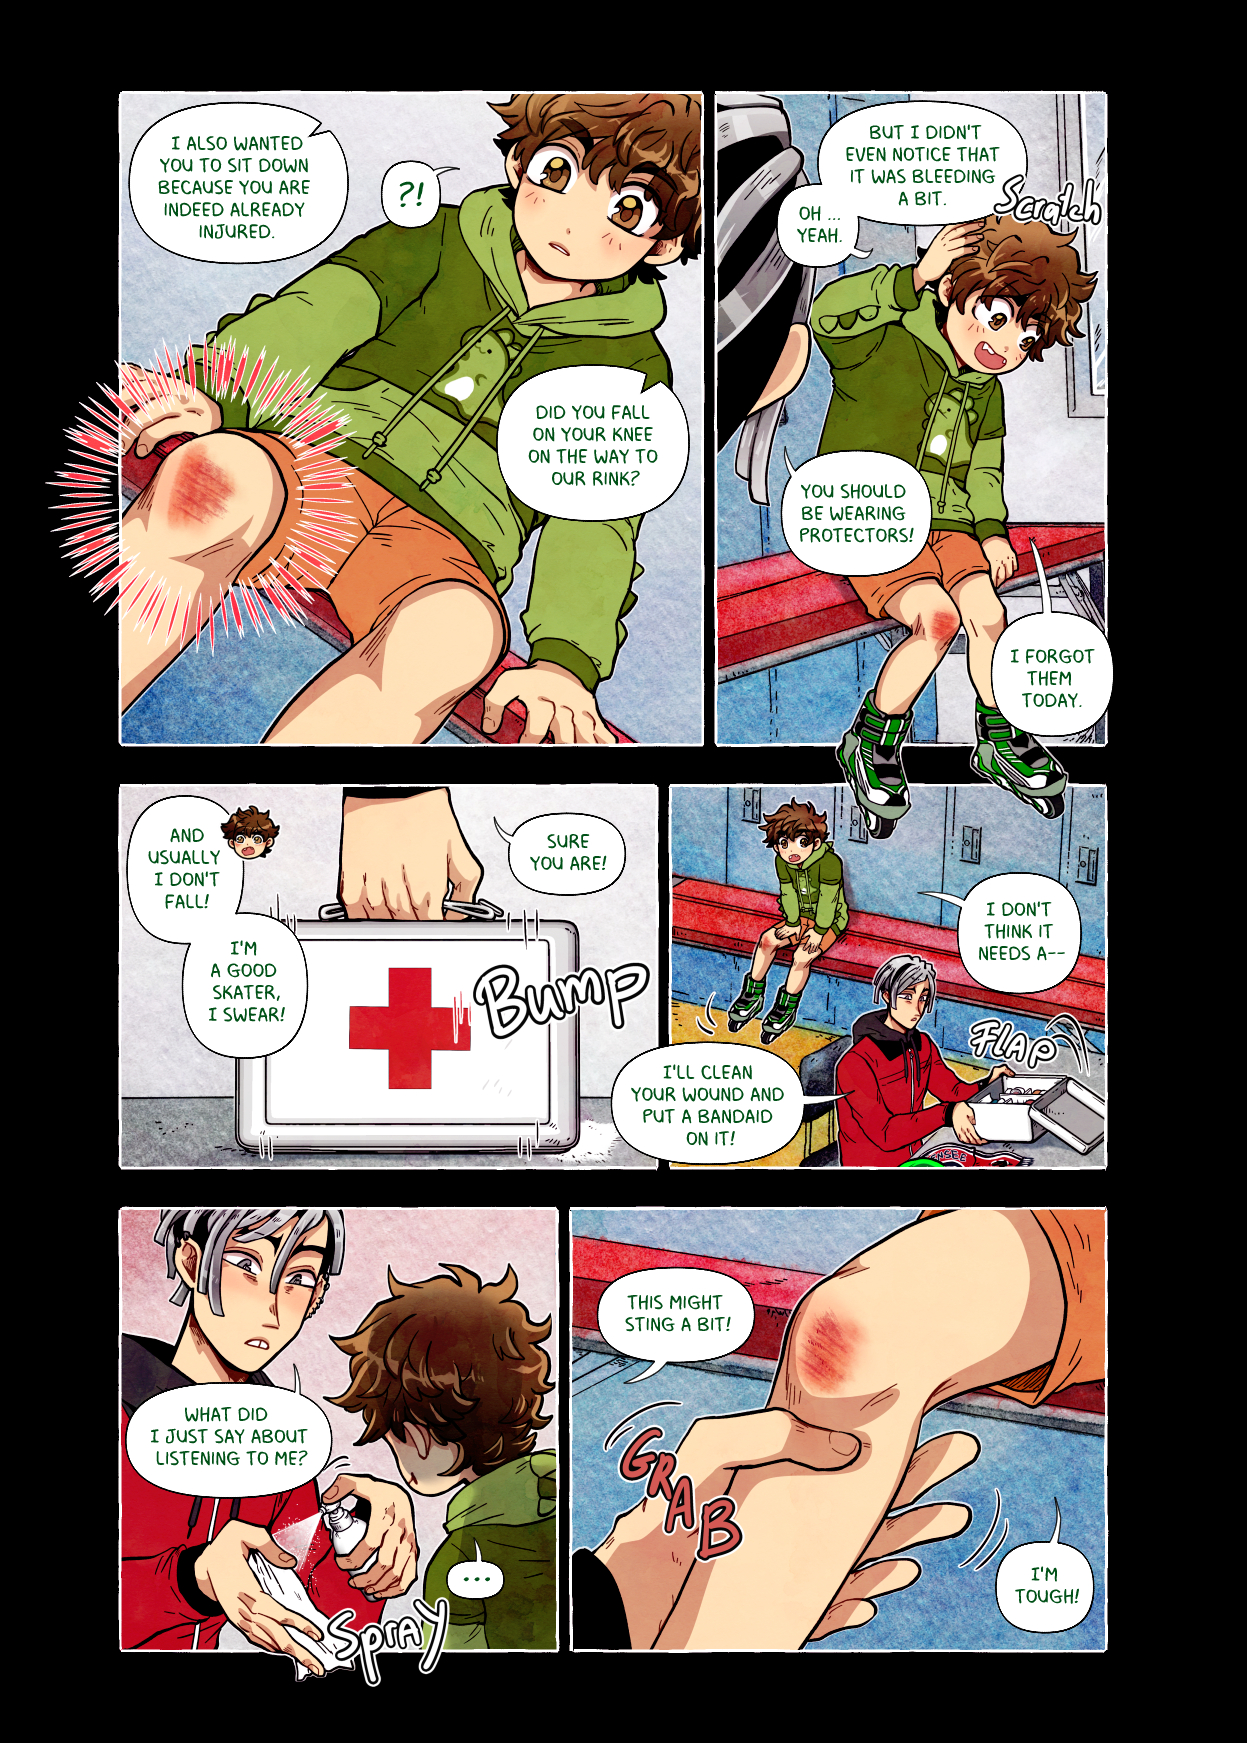 I ALSO WANTED
YOU TO SIT DOWN
BECAUSE YOU ARE
INDEED ALREADY
INJURED.
?!
DID YOU FALL
ON YOUR KNEE
ON THE WAY TO
OUR RINK?
BUT I DIDN'T
EVEN NOTICE THAT
IT WAS BLEEDING
A BIT.
Scratch
OH ...
YEAH.
YOU SHOULD
BE WEARING
PROTECTORS!
I FORGOT
THEM
TODAY.
AND
USUALLY
I DON'T
FALL!
I'M
A GOOD
SKATER,
I SWEAR!
SURE
YOU ARE!
Bump
I DON'T
THINK IT
NEEDS A--
FLAP
I'LL CLEAN
YOUR WOUND AND
PUT A BANDAID
ON IT!
WHAT DID
I JUST SAY ABOUT
LISTENING TO ME?
...
Spray
THIS MIGHT
STING A BIT!
GRAB
I'M
TOUGH!